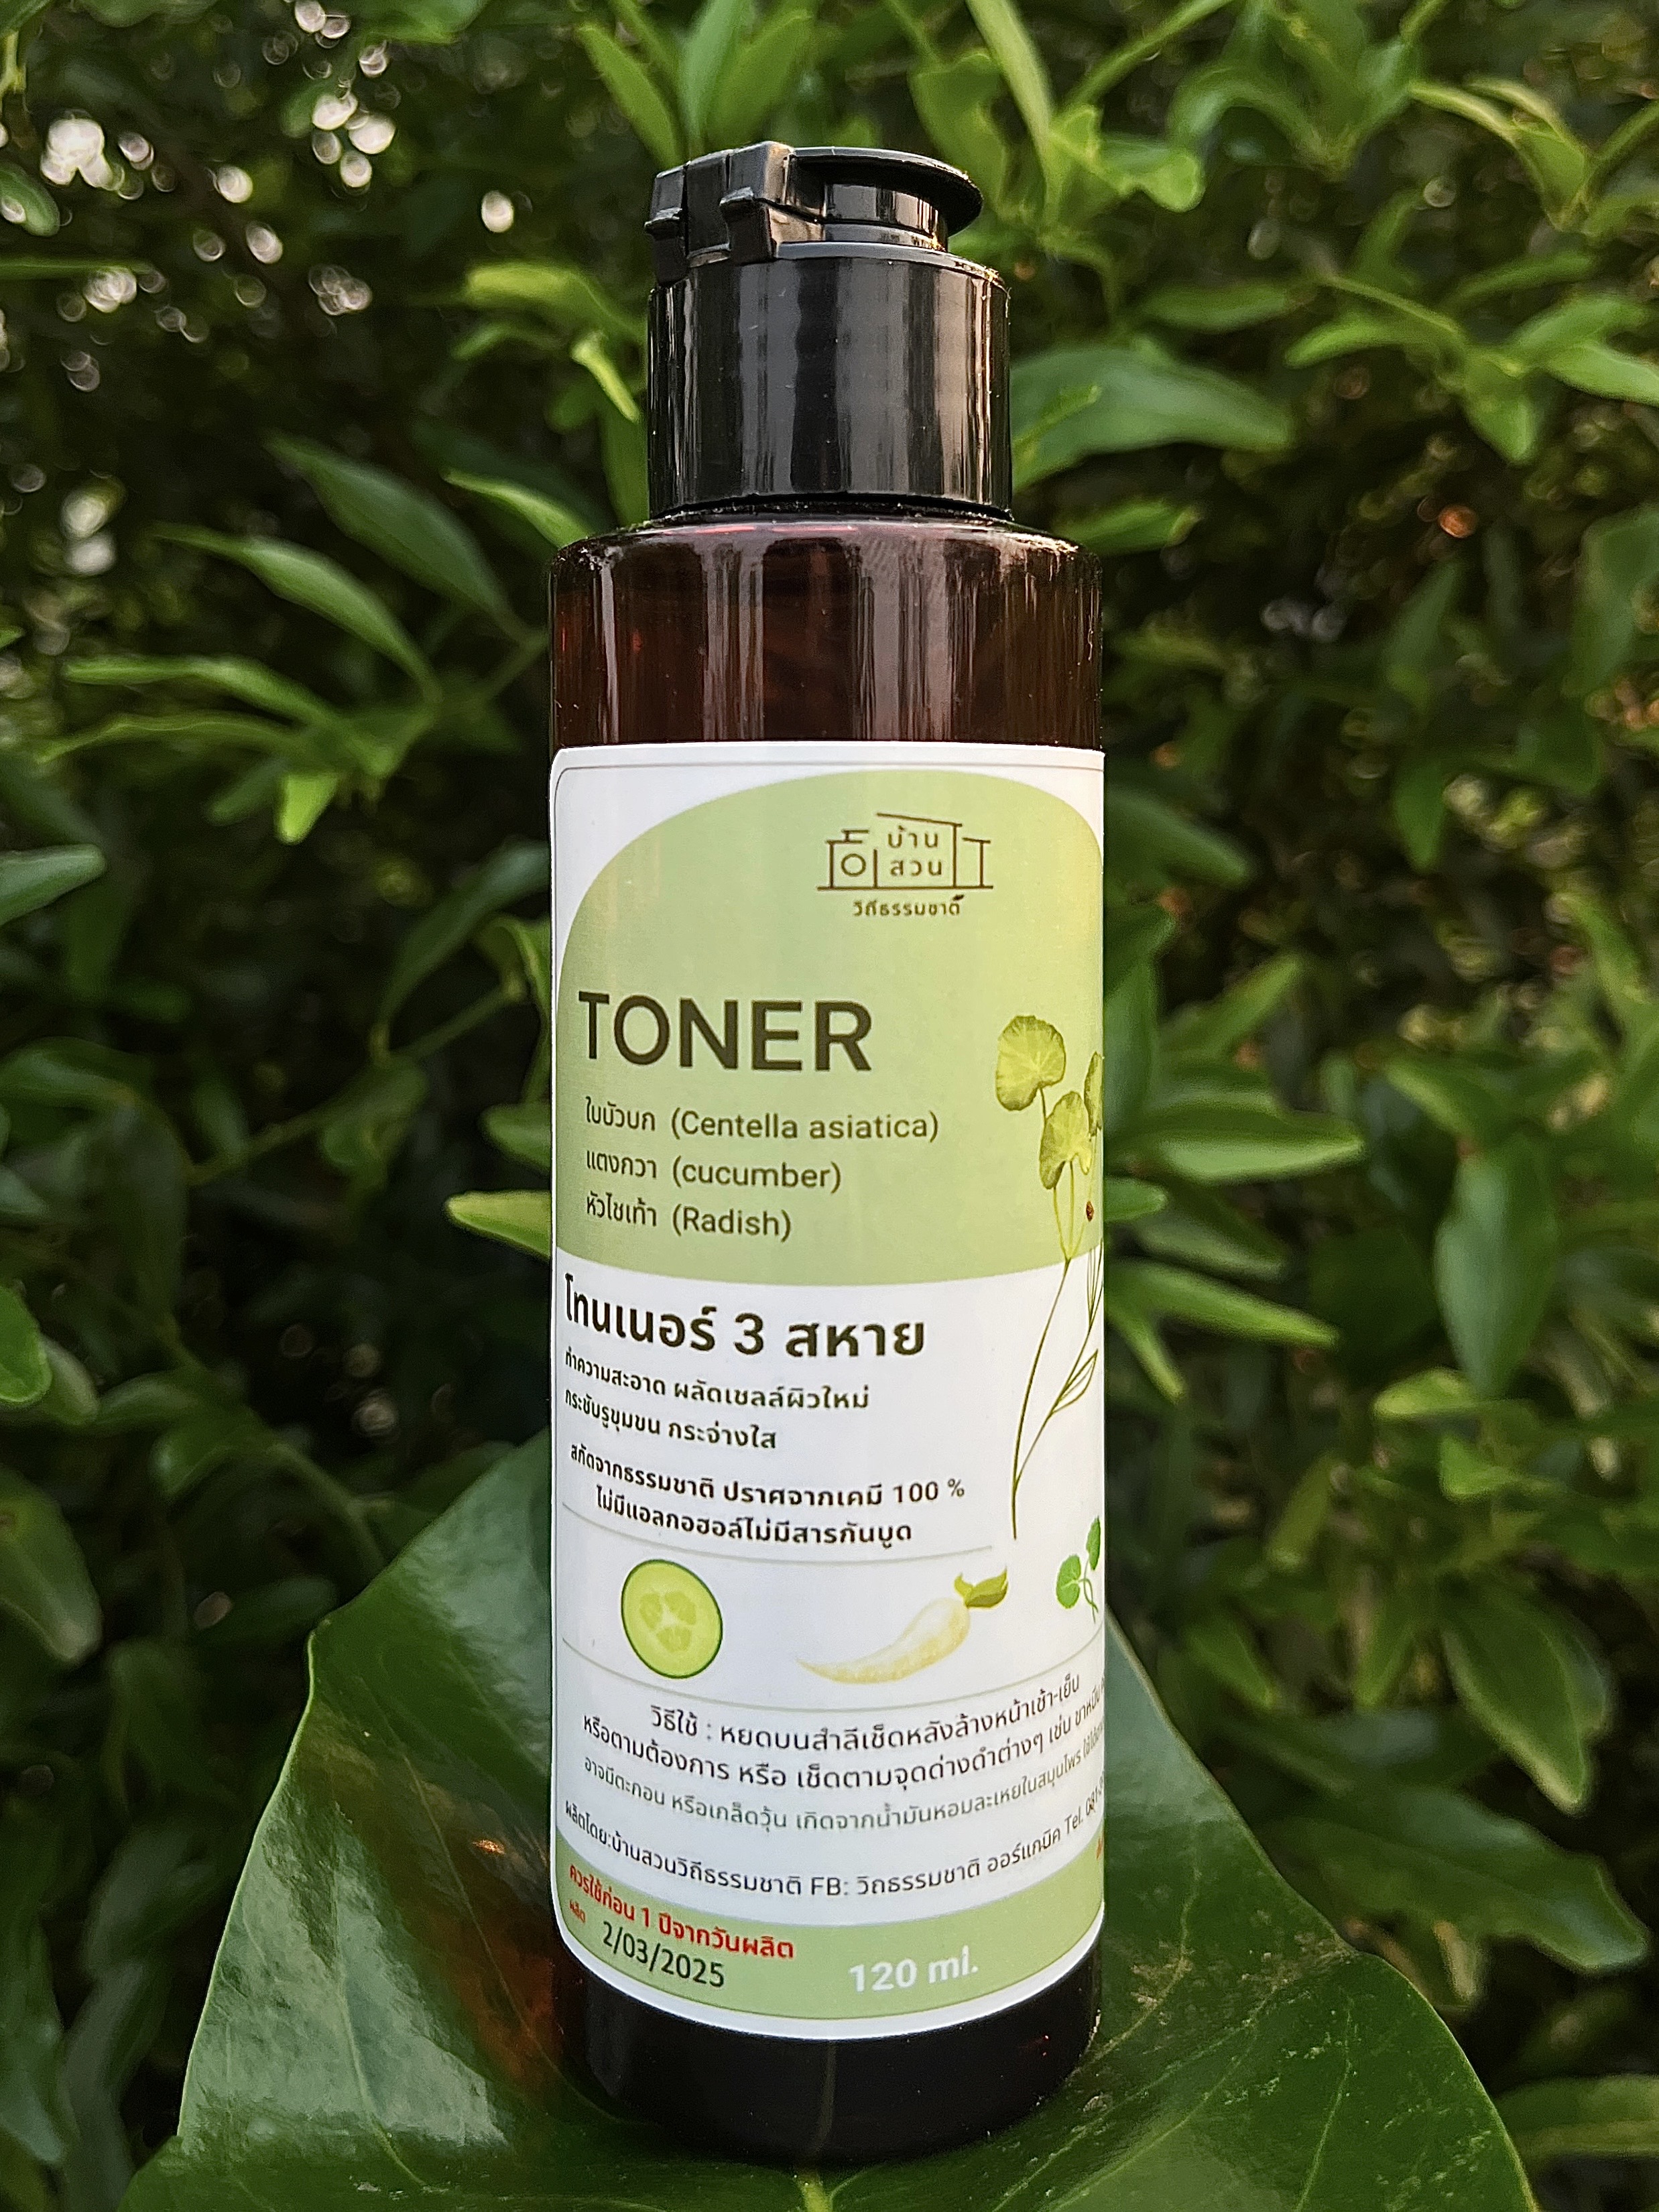 บ้าน
สวน
วิถีธรรมชาติ
TONER
ใบบัวบก (Centella asiatica)
แตงกวา (cucumber)
หัวไชเท้า (Radish)
โทนเนอร์ 3 สหาย
ทำความสะอาด ผลัดเซลล์ผิวใหม่
กระชับรูขุมขน กระจ่างใส
สกัดจากธรรมชาติ ปราศจากเคมี 100 %
ไม่มีแอลกอฮอล์ไม่มีสารกันบูด
วิธีใช้ : หยดบนสำลีเช็ดหลังล้างหน้าเช้า-เย็น
หรือตามต้องการ หรือ เช็ดตามจุดด่างดำต่างๆ เช่น
อาจมีตะกอน หรือเกล็ดวุ้น เกิดจากน้ำมันหอมละเหยในสมุนไพร
ผลิตโดย:บ้านสวนวิถีธรรมชาติ FB: วิถธรรมชาติ ออร์แกนิค Tel.
ควรใช้ก่อน 1 ปีจากวันผลิต
ผลิต 2/03/2025
120 ml.